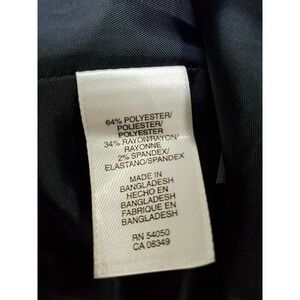 64% POLYESTER/
POLIESTER/
POLYESTER
34% RAYON/RAYON/
RAYONNE
2% SPANDEX/
ELASTANO/SPANDEX
MADE IN
BANGLADESH
HECHO EN
BANGLADESH
FABRIQUE EN
BANGLADESH
RN 54050
CA 08349